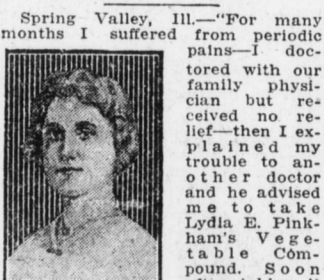 Spring Valley, Ill.—"For many
months I suffered from periodic
pains—I doc-
tored with our
family physi-
cian but re-
ceived no re-
lief—then I ex-
plained my
trouble to an-
other doctor
and he advised
me to take
Lydia E. Pink-
ham's Vege-
table Com-
pound. Soon